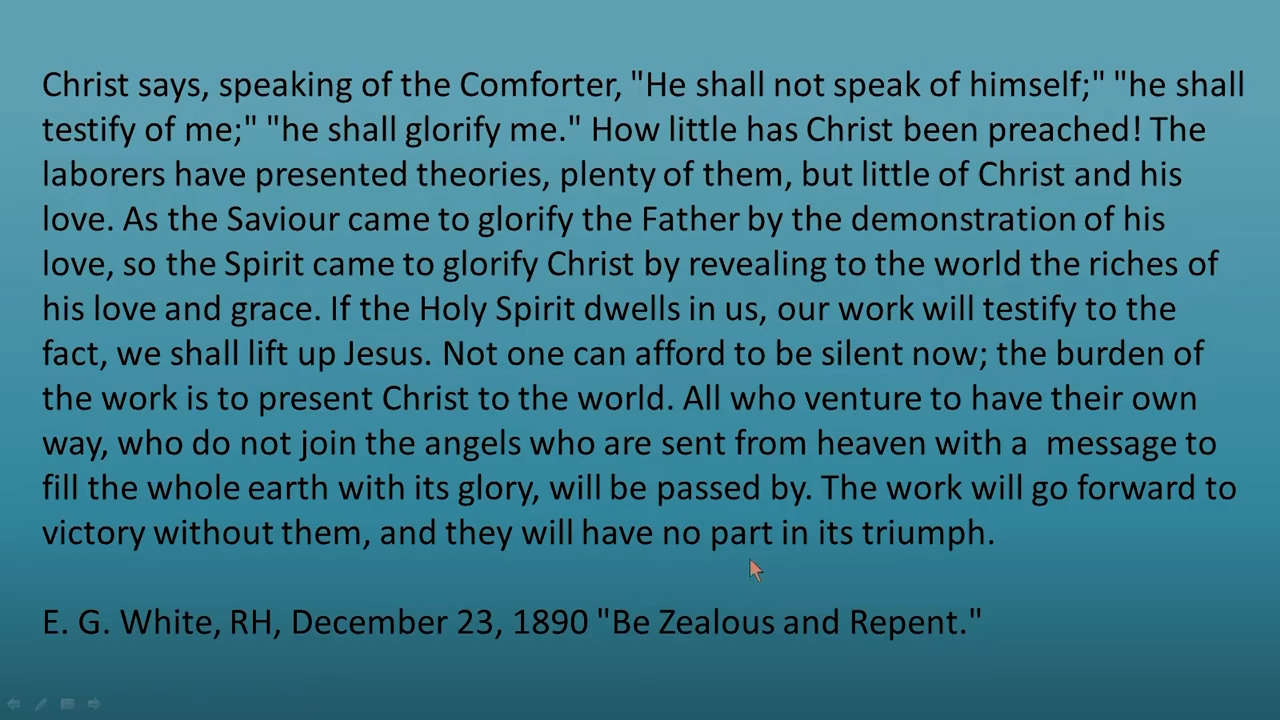 Christ says, speaking of the Comforter, "He shall not speak of himself;" "he shall
testify of me;" "he shall glorify me." How little has Christ been preached! The
laborers have presented theories, plenty of them, but little of Christ and his
love. As the Saviour came to glorify the Father by the demonstration of his
love, so the Spirit came to glorify Christ by revealing to the world the riches of
his love and grace. If the Holy Spirit dwells in us, our work will testify to the
fact, we shall lift up Jesus. Not one can afford to be silent now; the burden of
the work is to present Christ to the world. All who venture to have their own
way, who do not join the angels who are sent from heaven with a  message to
fill the whole earth with its glory, will be passed by. The work will go forward to
victory without them, and they will have no part in its triumph.
E. G. White, RH, December 23, 1890 "Be Zealous and Repent."